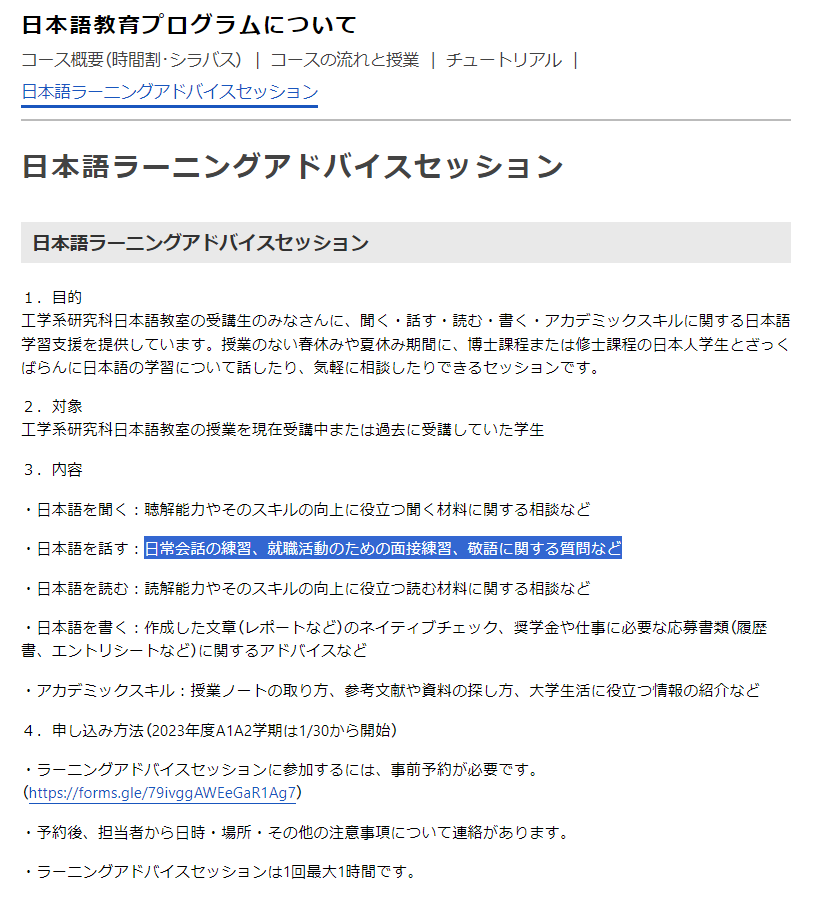 日本語教育プログラムについて
コース概要(時間割･シラバス) | コースの流れと授業 | チュートリアル |
日本語ラーニングアドバイスセッション
日本語ラーニングアドバイスセッション
日本語ラーニングアドバイスセッション
１．目的
工学系研究科日本語教室の受講生のみなさんに、聞く・話す・読む・書く・アカデミックスキルに関する日本語
学習支援を提供しています。授業のない春休みや夏休み期間に、博士課程または修士課程の日本人学生とざっく
ばらんに日本語の学習について話したり、気軽に相談したりできるセッションです。
２．対象
工学系研究科日本語教室の授業を現在受講中または過去に受講していた学生
３．内容
・日本語を聞く：聴解能力やそのスキルの向上に役立つ聞く材料に関する相談など
・日本語を話す：日常会話の練習、就職活動のための面接練習、敬語に関する質問など
・日本語を読む：読解能力やそのスキルの向上に役立つ読む材料に関する相談など
・日本語を書く：作成した文章(レポートなど)のネイティブチェック、奨学金や仕事に必要な応募書類(履歴
書、エントリシートなど)に関するアドバイスなど
・アカデミックスキル：授業ノートの取り方、参考文献や資料の探し方、大学生活に役立つ情報の紹介など
４．申し込み方法(2023年度A1A2学期は1/30から開始)
・ラーニングアドバイスセッションに参加するには、事前予約が必要です。
(https://forms.gle/79ivggAWEeGaR1Ag7)
・予約後、担当者から日時・場所・その他の注意事項について連絡があります。
・ラーニングアドバイスセッションは1回最大1時間です。